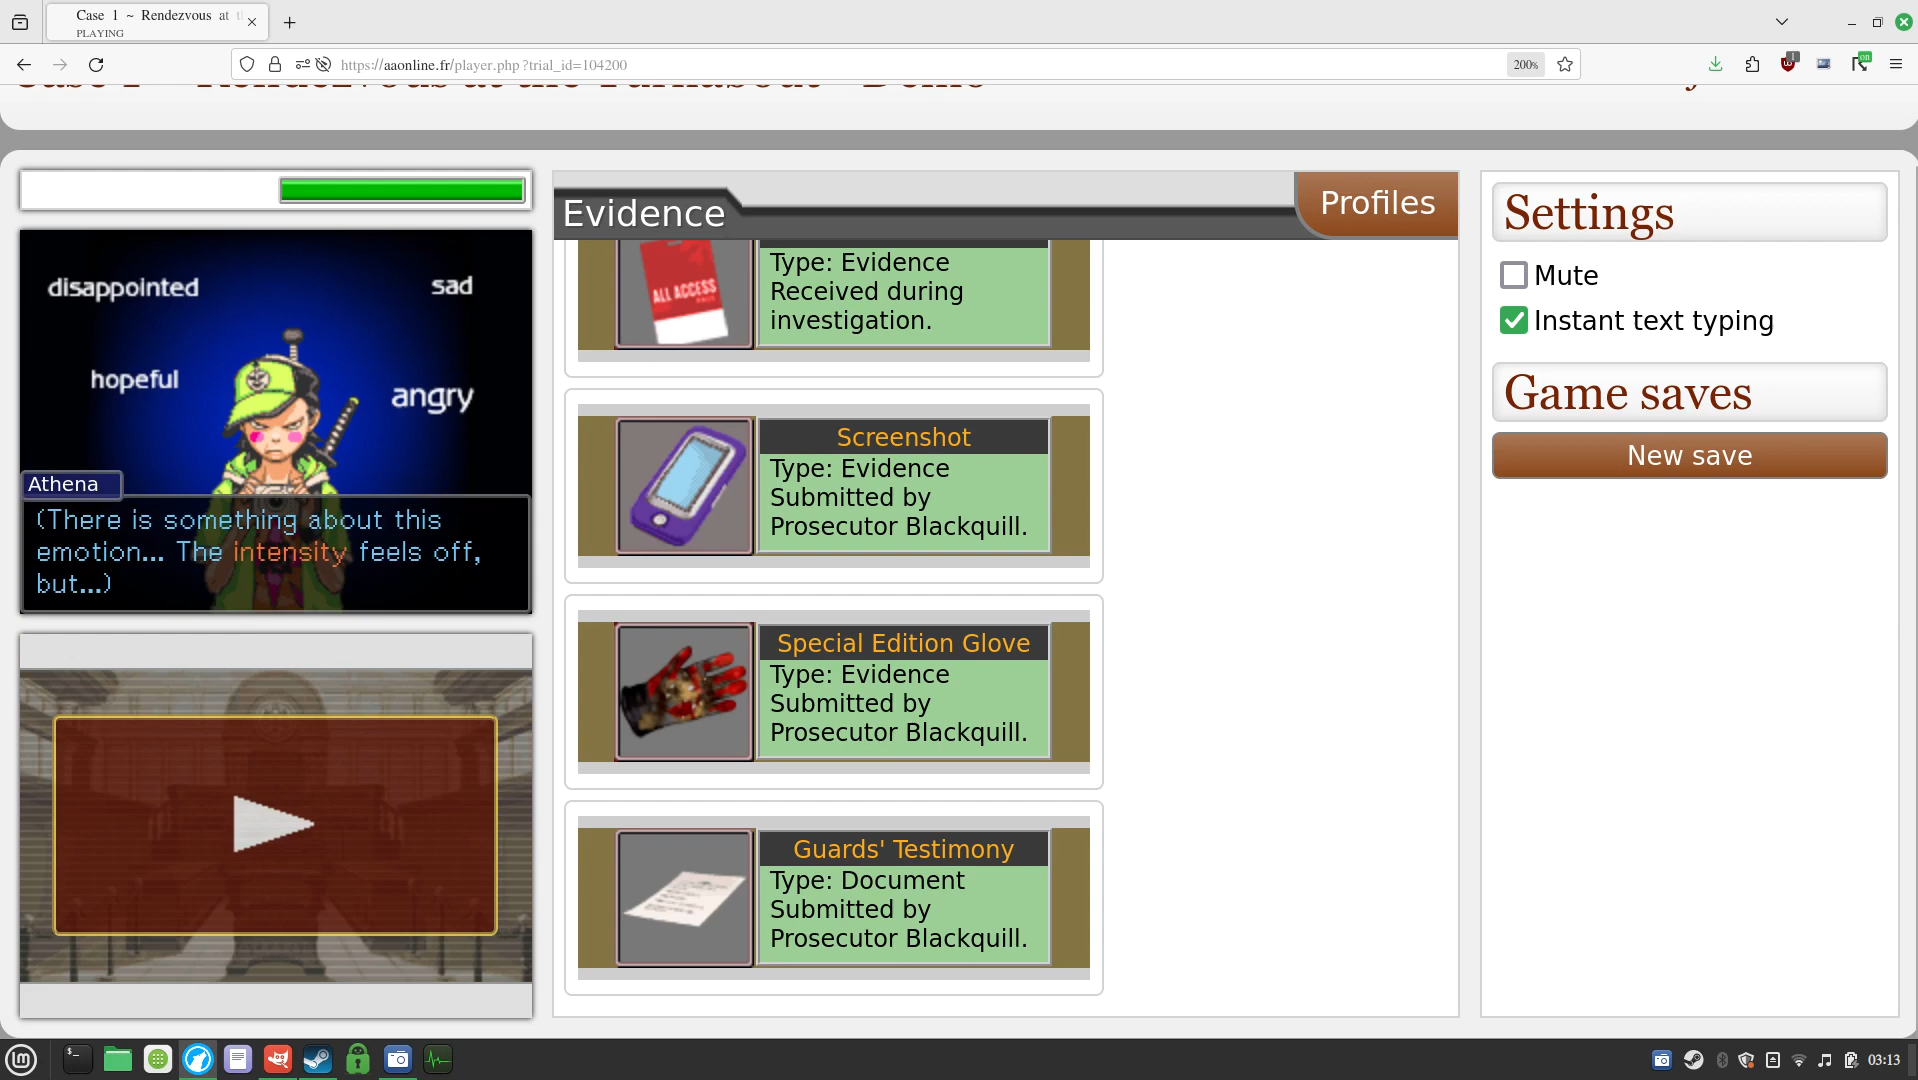 Case 1 ~ Rendezvous at t
PLAYING
https://aaonline.fr/player.php?trial_id=104200
200%
on
Evidence
Profiles
disappointed
sad
hopeful
angry
Athena
(There is something about this
emotion... The intensity feels off,
but...)
ALL ACCESS
Type: Evidence
Received during
investigation.
Screenshot
Type: Evidence
Submitted by
Prosecutor Blackquill.
Special Edition Glove
Type: Evidence
Submitted by
Prosecutor Blackquill.
Guards' Testimony
Type: Document
Submitted by
Prosecutor Blackquill.
Settings
Mute
Instant text typing
Game saves
New save
03:13